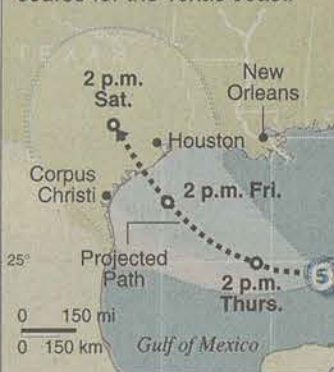 TEXAS
2 p.m.
Sat.
New
Orleans
Houston
Corpus
Christi
2 p.m. Fri.
Projected
Path
25°
2 p.m.
Thurs.
5
0 150 mi
0 150 km
Gulf of Mexico